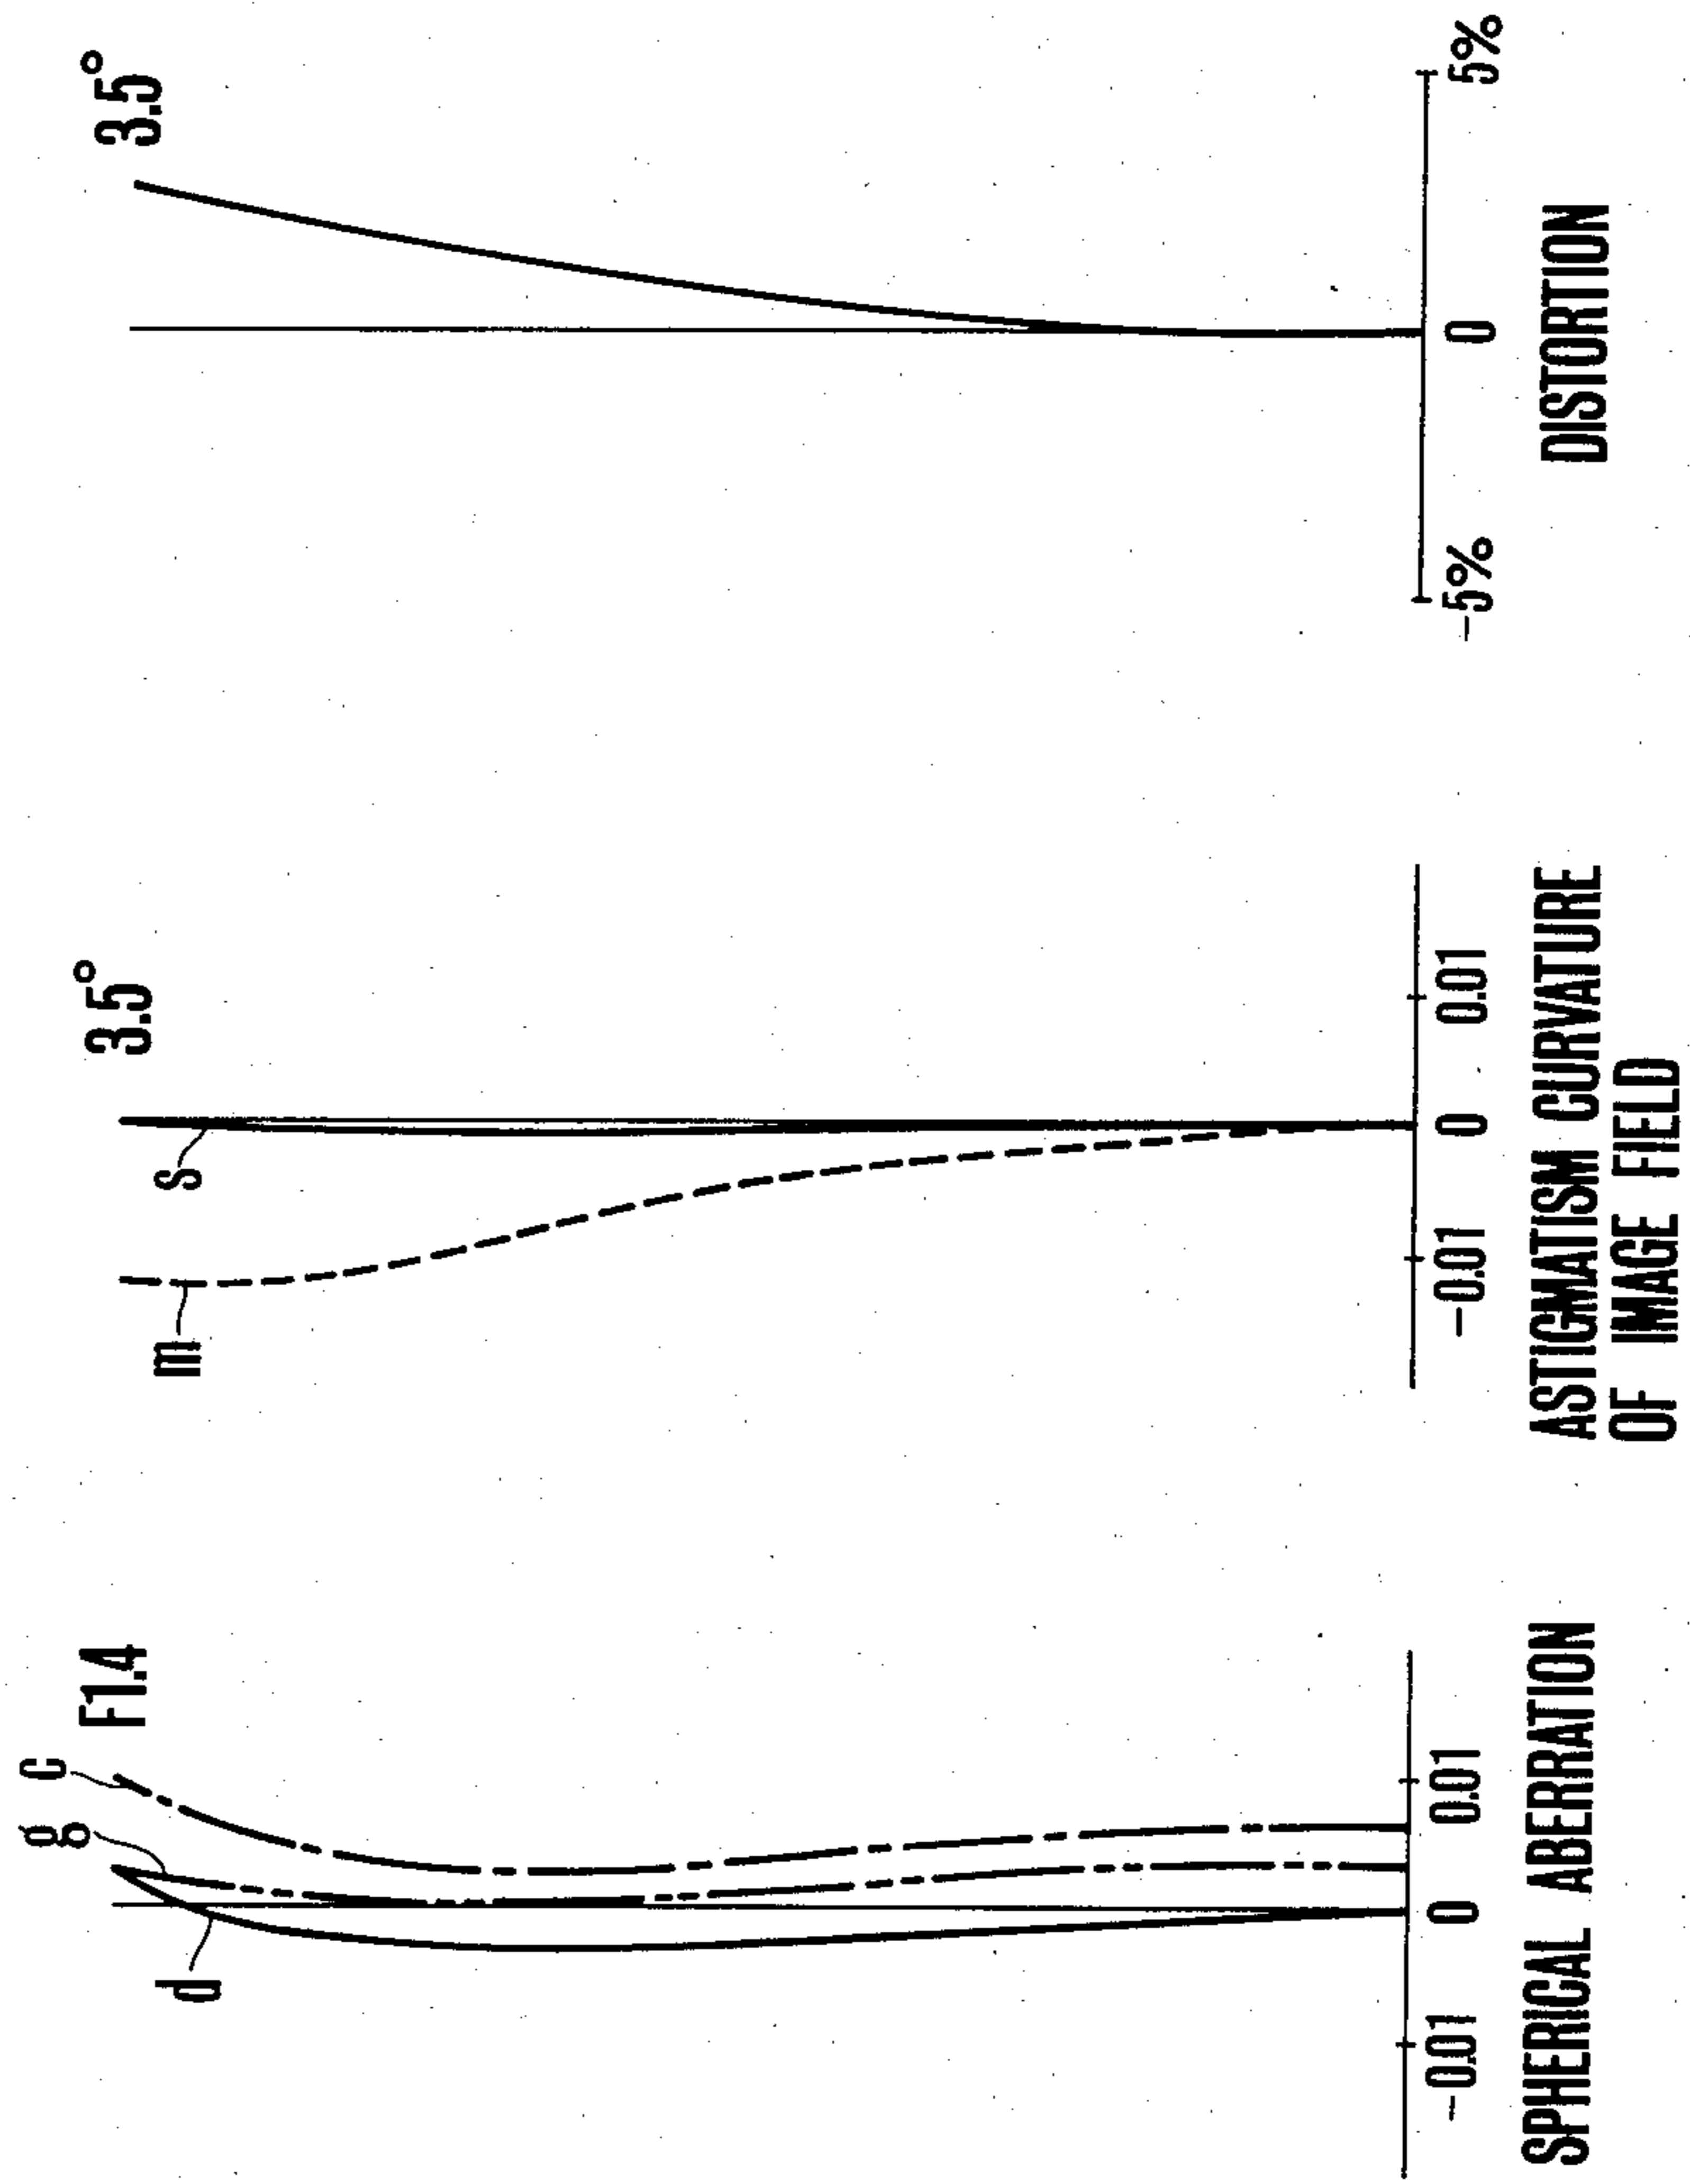 F1.4
C
g
d
-0.01
0
0.01
SPHERICAL ABERRATION
3.5°
s
m
-0.01
0
0.01
ASTIGMATISM CURVATURE
OF IMAGE FIELD
3.5°
-5%
0
5%
DISTORTION